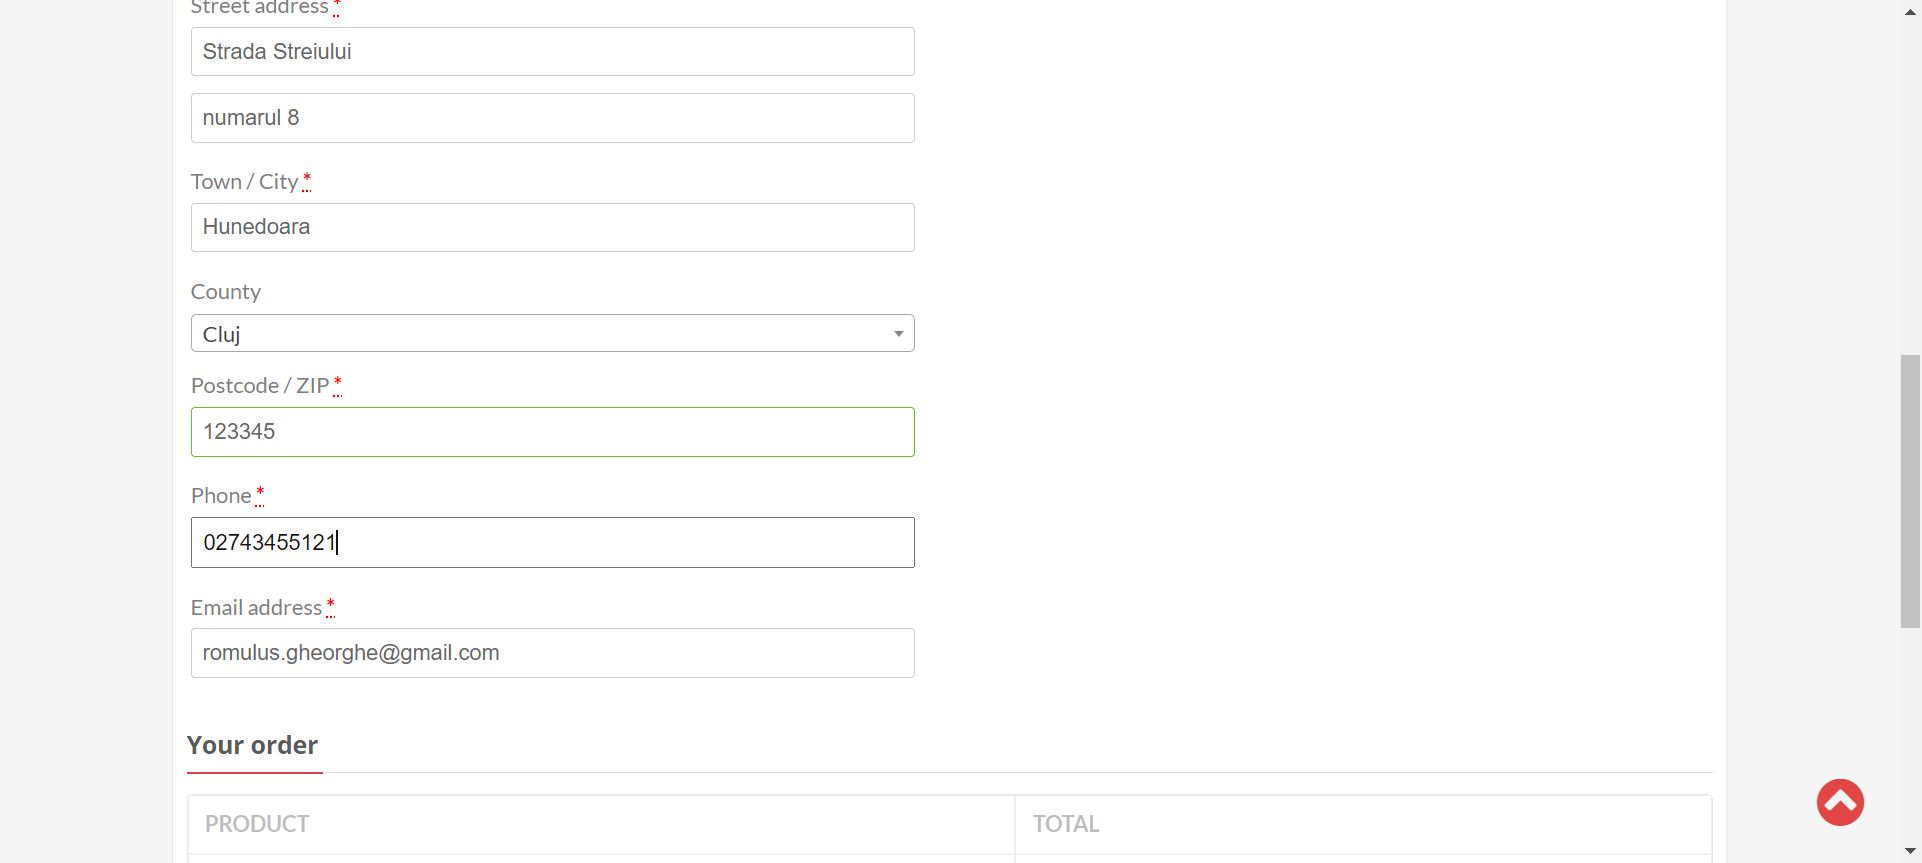 Street address *
Strada Streiului
numarul 8
Town / City *
Hunedoara
County
Cluj
Postcode / ZIP *
123345
Phone *
02743455121
Email address *
romulus.gheorghe@gmail.com
Your order
PRODUCT TOTAL